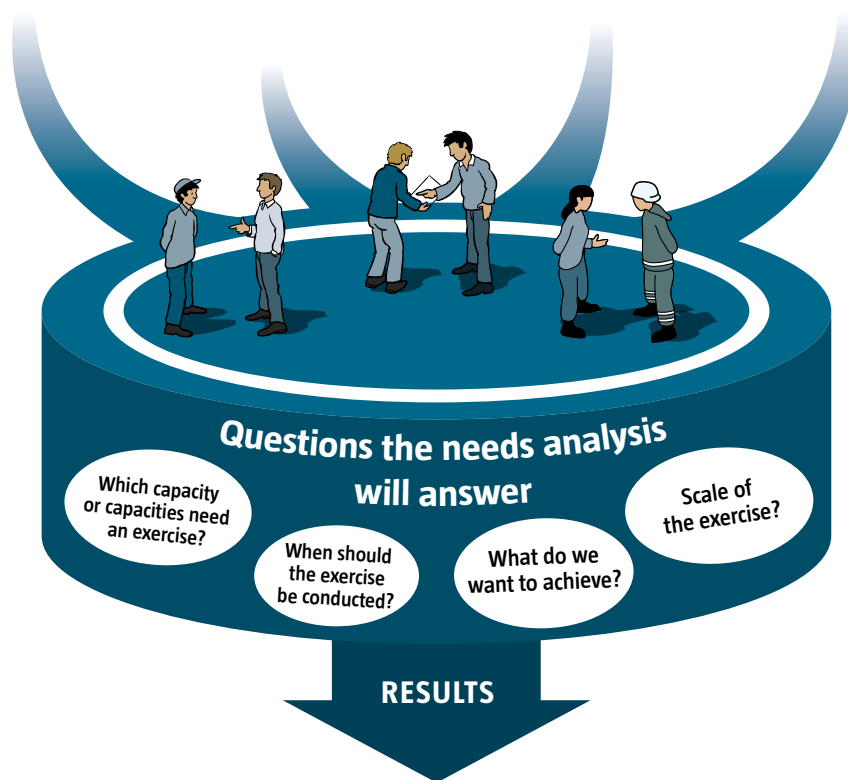 Questions the needs analysis
will answer
Which capacity
or capacities need
an exercise?
When should
the exercise
be conducted?
What do we
want to achieve?
Scale of
the exercise?
RESULTS